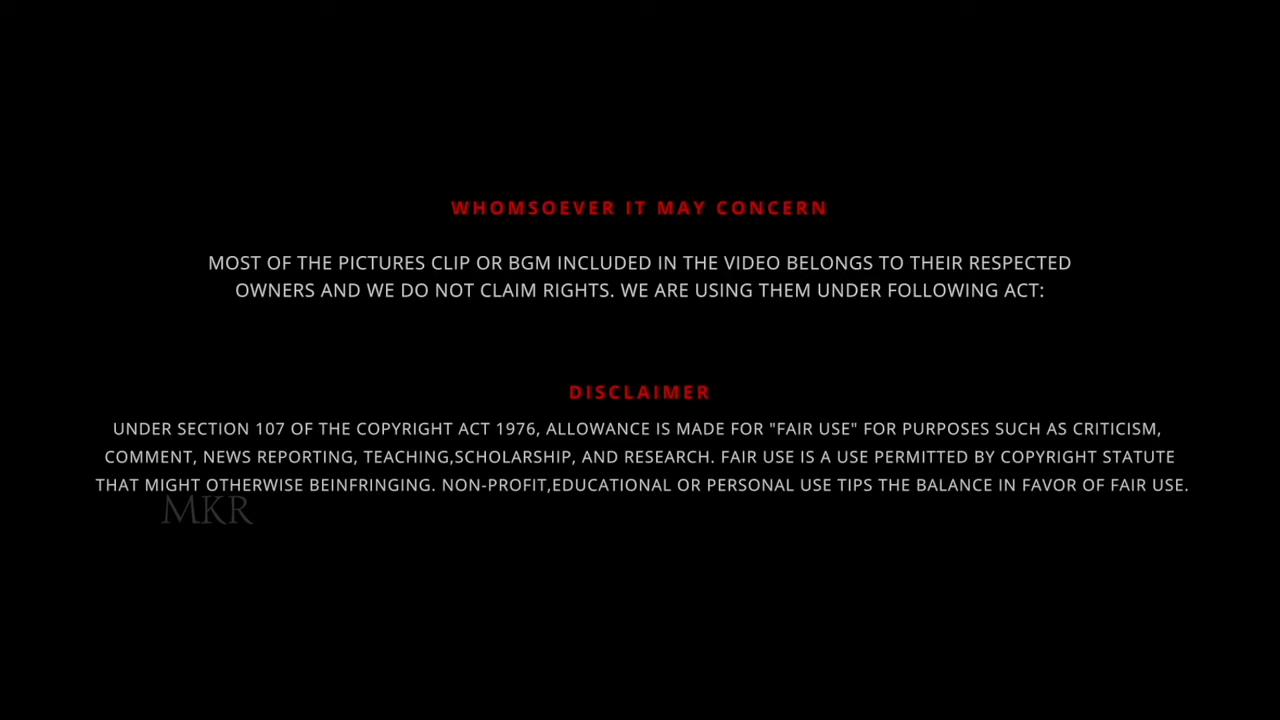 WHOMSOEVER IT MAY CONCERN
MOST OF THE PICTURES CLIP OR BGM INCLUDED IN THE VIDEO BELONGS TO THEIR RESPECTED
OWNERS AND WE DO NOT CLAIM RIGHTS. WE ARE USING THEM UNDER FOLLOWING ACT:
DISCLAIMER
UNDER SECTION 107 OF THE COPYRIGHT ACT 1976, ALLOWANCE IS MADE FOR "FAIR USE" FOR PURPOSES SUCH AS CRITICISM,
COMMENT, NEWS REPORTING, TEACHING,SCHOLARSHIP, AND RESEARCH. FAIR USE IS A USE PERMITTED BY COPYRIGHT STATUTE
THAT MIGHT OTHERWISE BEINFRINGING. NON-PROFIT,EDUCATIONAL OR PERSONAL USE TIPS THE BALANCE IN FAVOR OF FAIR USE.
MKR